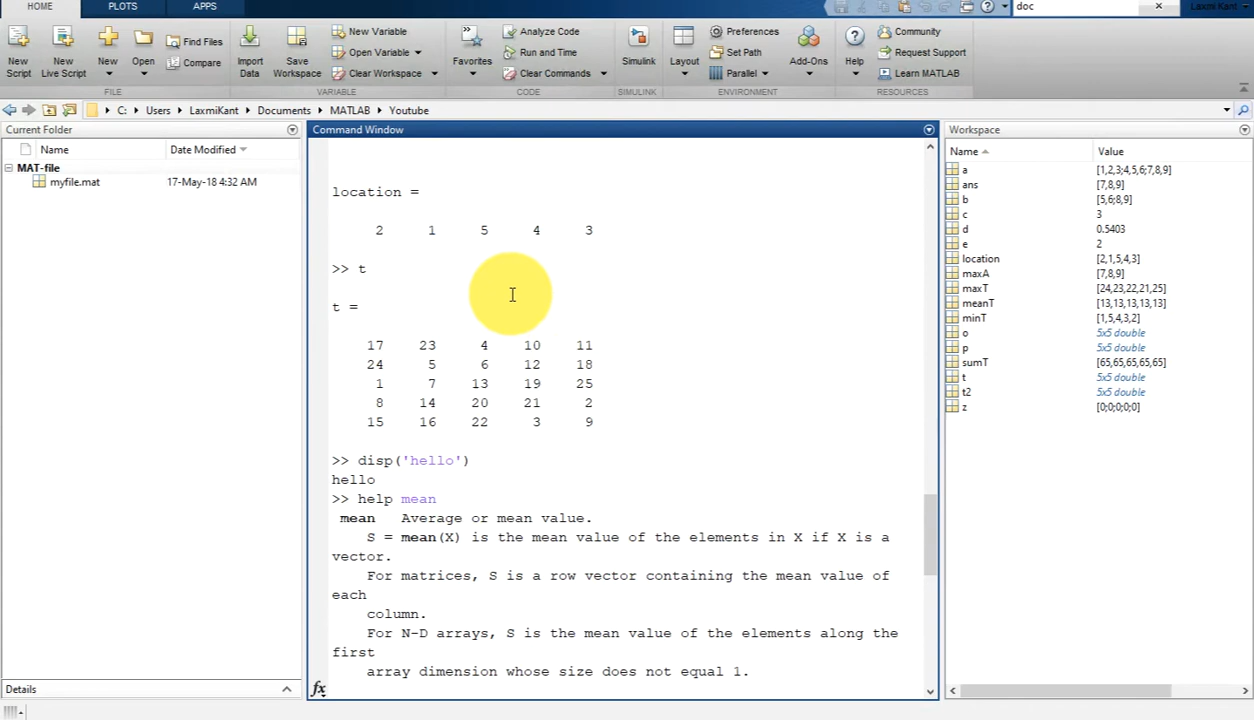 HOME PLOTS APPS doc Laxmi Kant
New Script
New Live Script
New
Open
Find Files
Compare
Import Data
Save Workspace
New Variable
Open Variable
Clear Workspace
Favorites
Analyze Code
Run and Time
Clear Commands
Simulink
Layout
Preferences
Set Path
Parallel
Add-Ons
Help
Community
Request Support
Learn MATLAB
FILE VARIABLE CODE SIMULINK ENVIRONMENT RESOURCES
C: Users LaxmiKant Documents MATLAB Youtube
Current Folder
Name Date Modified
MAT-file
myfile.mat 17-May-18 4:32 AM
Details
Command Window
location =
2 1 5 4 3
>> t
t =
17 23 4 10 11
24 5 6 12 18
1 7 13 19 25
8 14 20 21 2
15 16 22 3 9
>> disp('hello')
hello
>> help mean
mean Average or mean value.
S = mean(X) is the mean value of the elements in X if X is a
vector.
For matrices, S is a row vector containing the mean value of
each
column.
For N-D arrays, S is the mean value of the elements along the
first
array dimension whose size does not equal 1.
fx
Workspace
Name Value
a [1,2,3;4,5,6;7,8,9]
ans [7,8,9]
b [5,6;8,9]
c 3
d 0.5403
e 2
location [2,1,5,4,3]
maxA [7,8,9]
maxT [24,23,22,21,25]
meanT [13,13,13,13,13]
minT [1,5,4,3,2]
o 5x5 double
p 5x5 double
sumT [65,65,65,65,65]
t 5x5 double
t2 5x5 double
z [0;0;0;0;0]